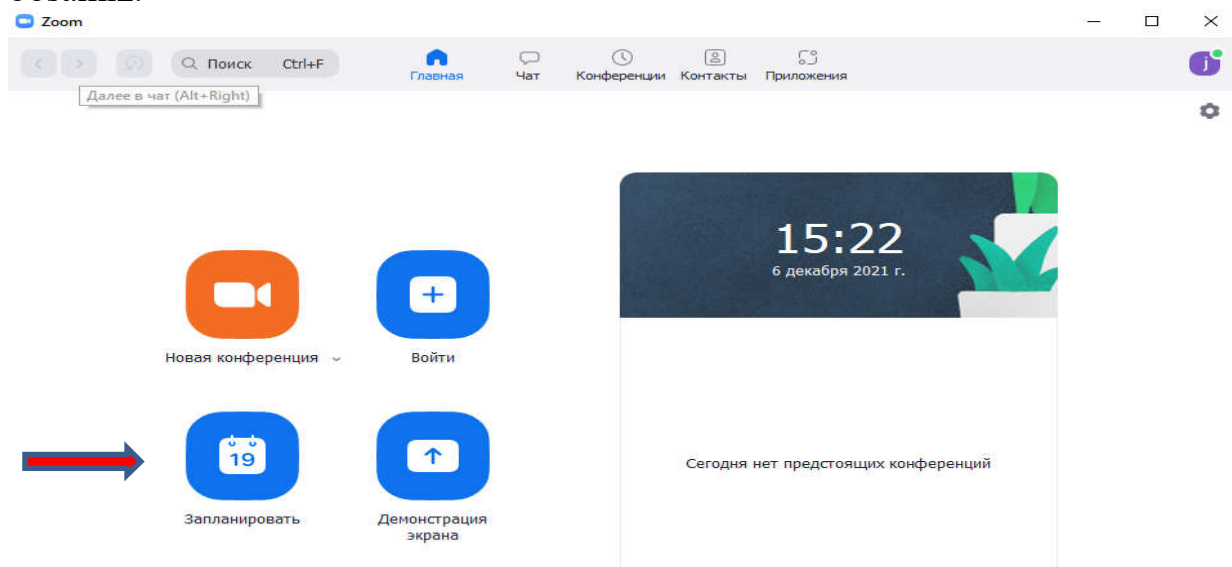 Zoom
Поиск Ctrl+F
Главная
Чат
Конференции
Контакты
Приложения
j
Далее в чат (Alt+Right)
15:22
6 декабря 2021 г.
Новая конференция
Войти
19
Запланировать
Демонстрация
экрана
Сегодня нет предстоящих конференций